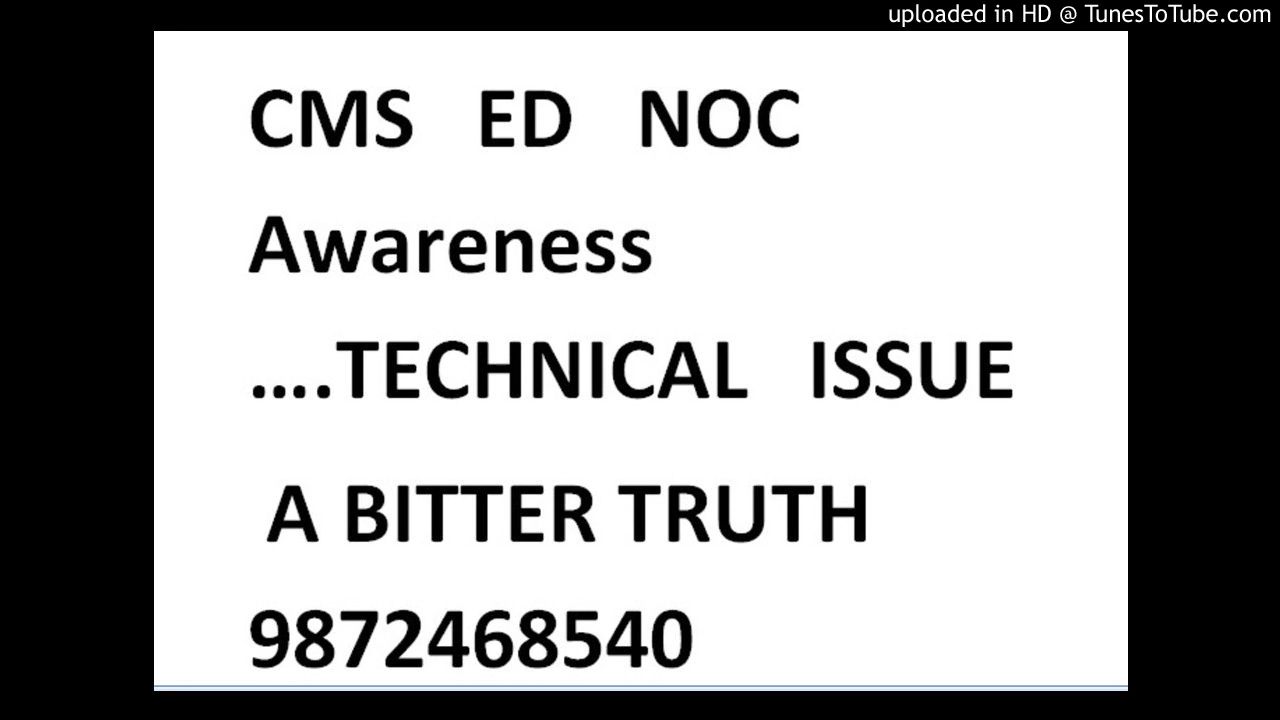 uploaded in HD @ TunesToTube.com
CMS ED NOC
Awareness
....TECHNICAL ISSUE
A BITTER TRUTH
9872468540